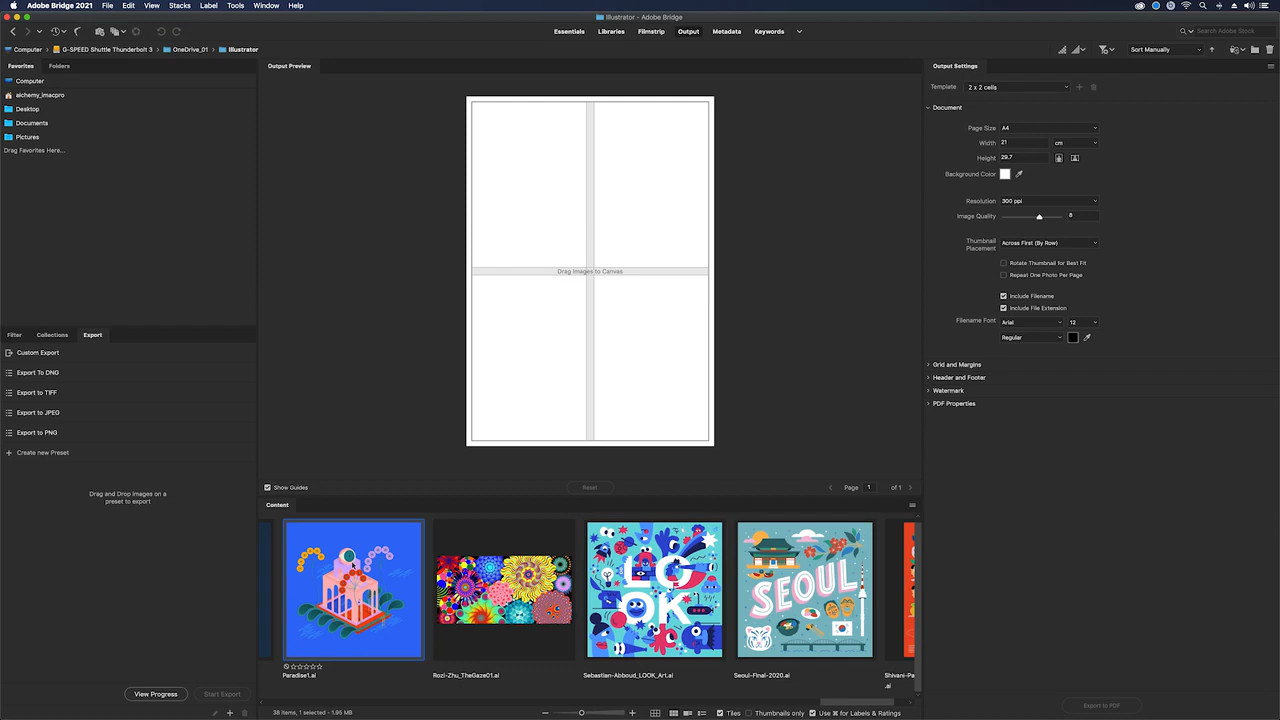 Adobe Bridge 2021 File Edit View Stacks Label Tools Window Help
Illustrator - Adobe Bridge
Essentials Libraries Filmstrip Output Metadata Keywords
Search Adobe Stock
Computer G-SPEED Shuttle Thunderbolt 3 OneDrive_01 Illustrator
Sort Manually
Favorites Folders
Computer
alchemy_imacpro
Desktop
Documents
Pictures
Drag Favorites Here...
Filter Collections Export
Custom Export
Export To DNG
Export to TIFF
Export to JPEG
Export to PNG
Create new Preset
Drag and Drop images on a
preset to export
View Progress Start Export
Output Preview
Drag Images to Canvas
Show Guides Reset Page 1 of 1
Content
LOOK
SEOUL
Paradise1.ai
Rozi-Zhu_TheGaze01.ai
Sebastian-Abboud_LOOK_Art.ai
Seoul-Final-2020.ai
Shivani-Pa
.ai
38 items, 1 selected - 1.95 MB
Tiles Thumbnails only Use ⌘ for Labels & Ratings
Output Settings
Template 2 x 2 cells
Document
Page Size A4
Width 21 cm
Height 29.7
Background Color
Resolution 300 ppi
Image Quality 8
Thumbnail
Placement Across First (By Row)
Rotate Thumbnail for Best Fit
Repeat One Photo Per Page
Include Filename
Include File Extension
Filename Font Arial 12
Regular
Grid and Margins
Header and Footer
Watermark
PDF Properties
Export to PDF